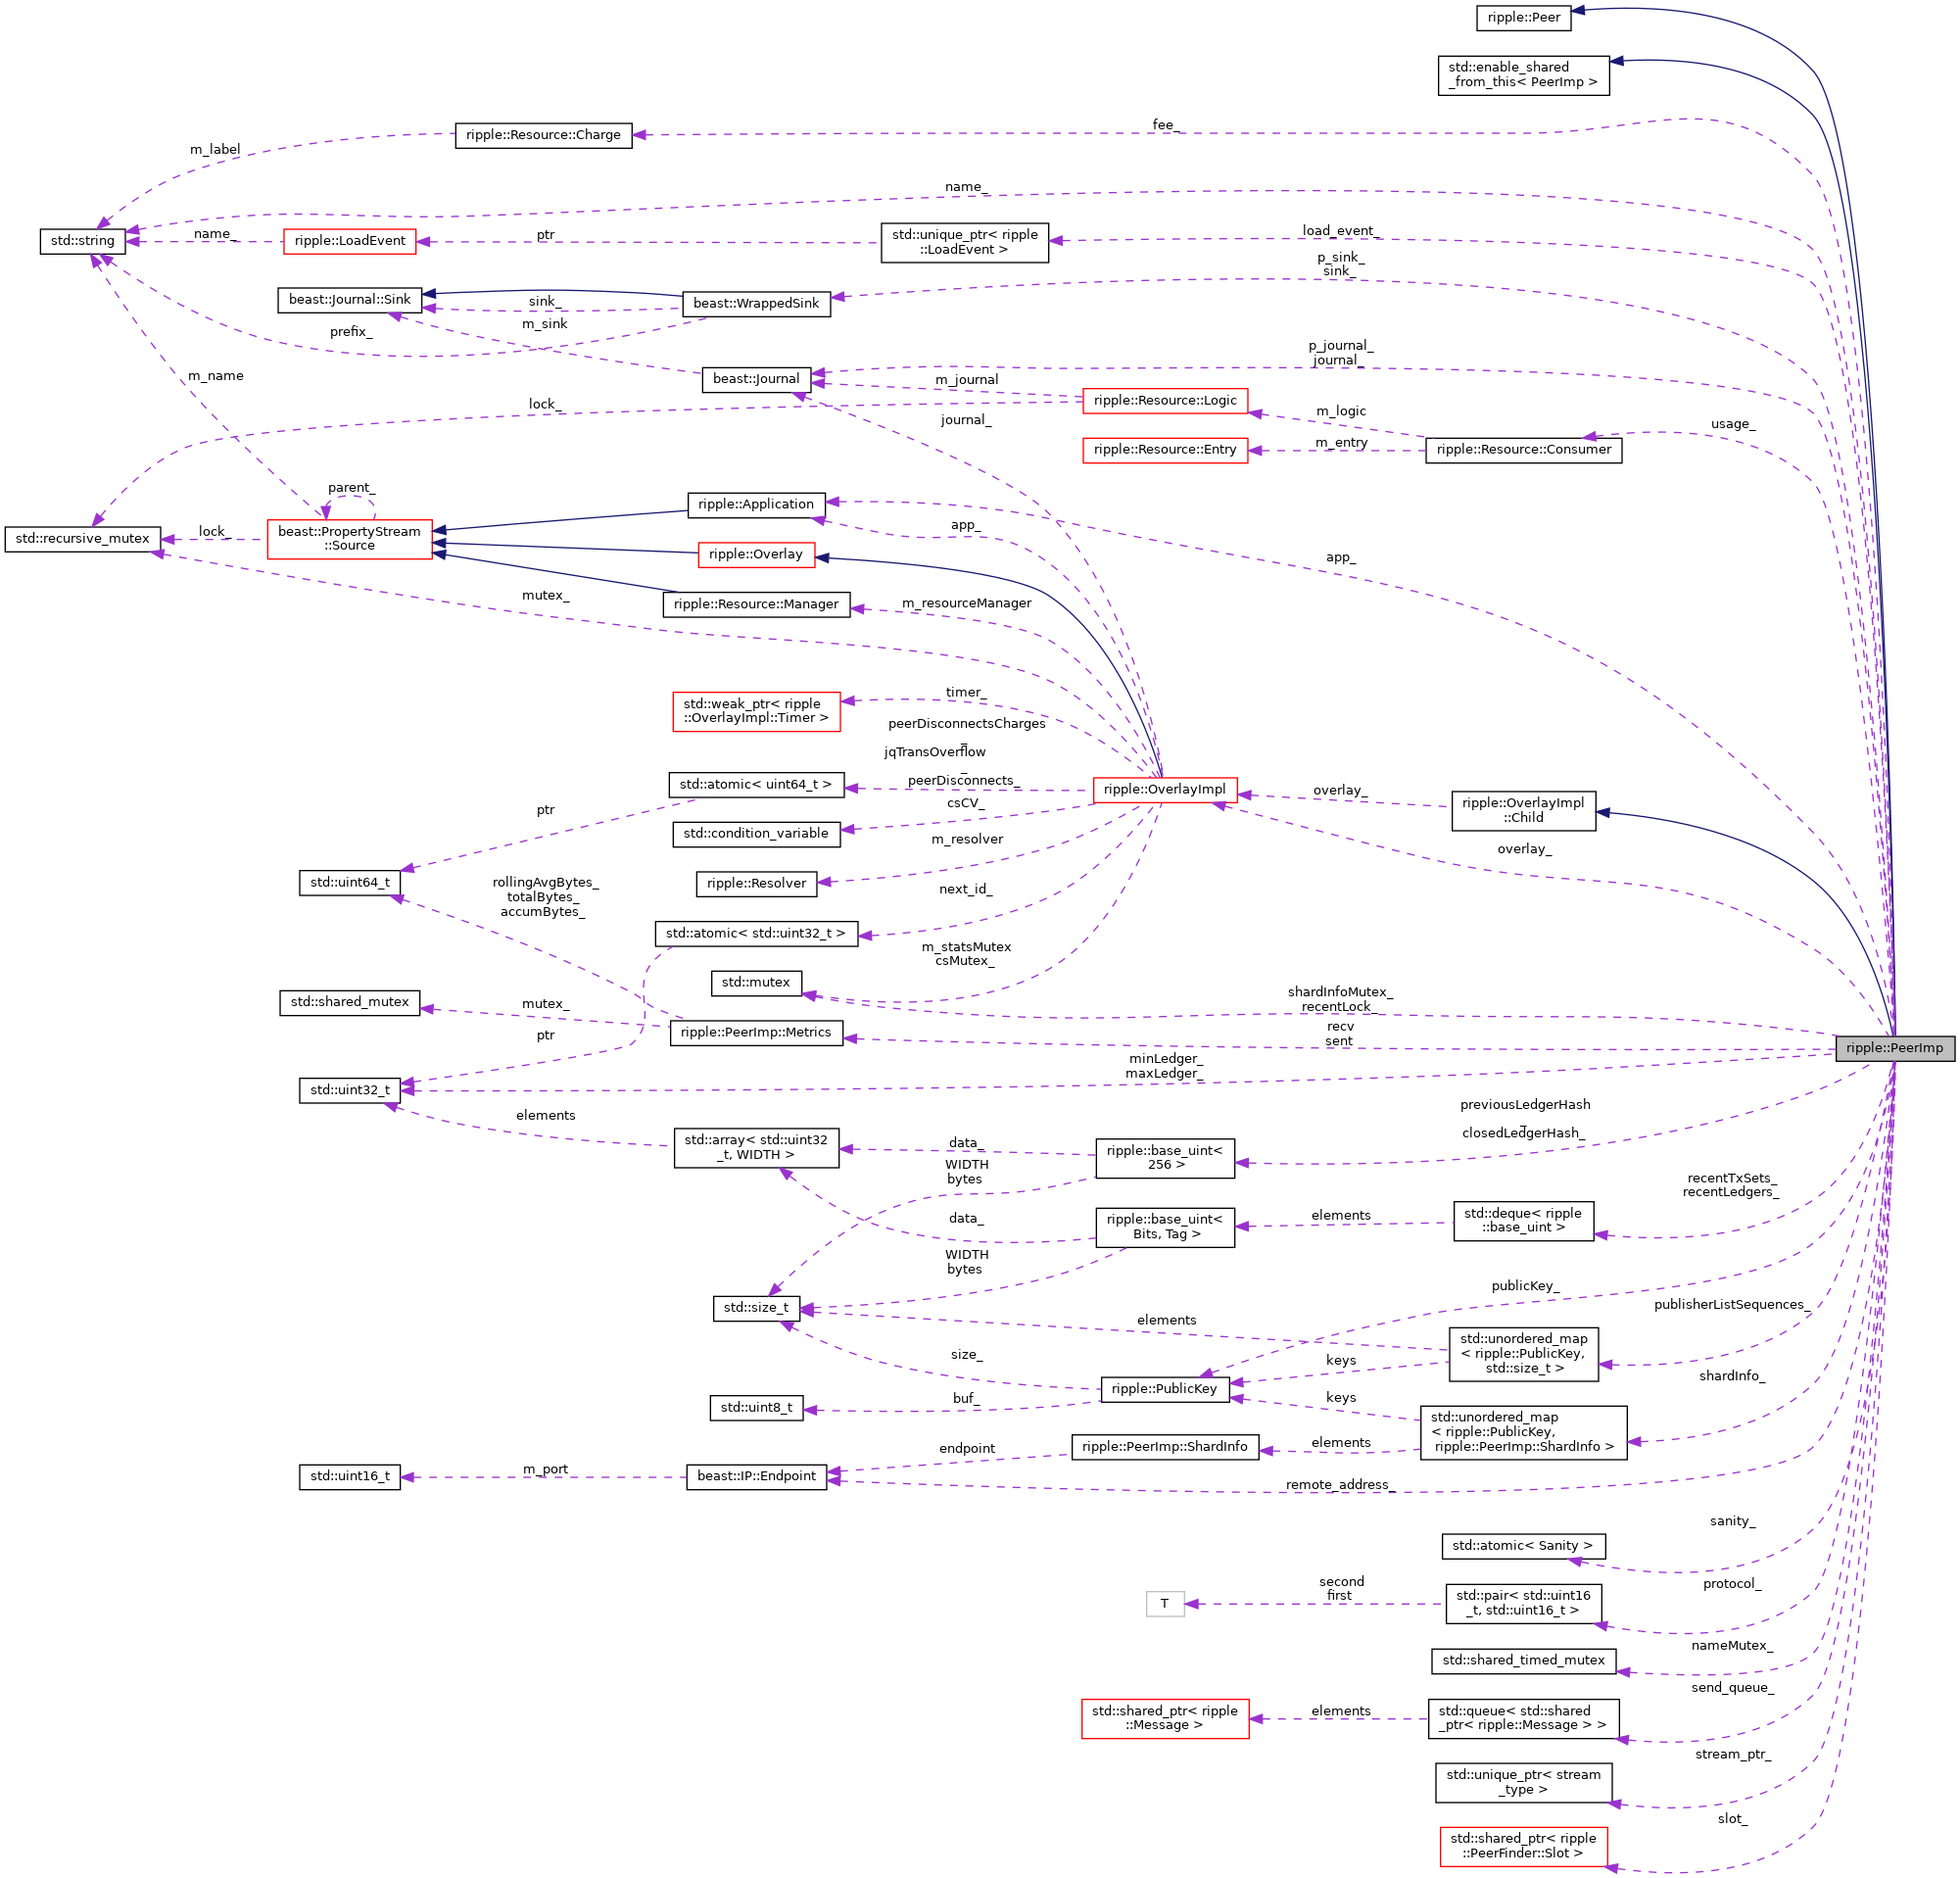 ripple::Peer
std::enable_shared
_from_this< PeerImp >
fee_
ripple::Resource::Charge
m_label
name_
std::string
name_
ripple::LoadEvent
ptr
std::unique_ptr< ripple
::LoadEvent >
load_event_
p_sink_
sink_
beast::Journal::Sink
sink_
beast::WrappedSink
m_sink
prefix_
p_journal_
journal_
m_name
beast::Journal
m_journal
ripple::Resource::Logic
lock_
m_logic
journal_
usage_
ripple::Resource::Entry
m_entry
ripple::Resource::Consumer
parent_
ripple::Application
app_
std::recursive_mutex
lock_
beast::PropertyStream
::Source
ripple::Overlay
app_
mutex_
ripple::Resource::Manager
m_resourceManager
std::weak_ptr< ripple
::OverlayImpl::Timer >
timer_
peerDisconnectsCharges
_
jqTransOverflow
_
peerDisconnects_
std::atomic< uint64_t >
ripple::OverlayImpl
overlay_
ripple::OverlayImpl
::Child
ptr
csCV_
std::condition_variable
m_resolver
overlay_
std::uint64_t
rollingAvgBytes_
totalBytes_
accumBytes_
ripple::Resolver
next_id_
std::atomic< std::uint32_t >
m_statsMutex
csMutex_
std::mutex
shardInfoMutex_
recentLock_
std::shared_mutex
mutex_
ripple::PeerImp::Metrics
recv
sent
ptr
ripple::PeerImp
minLedger_
maxLedger_
std::uint32_t
elements
previousLedgerHash
_
closedLedgerHash_
std::array< std::uint32
_t, WIDTH >
data_
ripple::base_uint<
256 >
WIDTH
bytes
recentTxSets_
recentLedgers_
data_
ripple::base_uint<
Bits, Tag >
elements
std::deque< ripple
::base_uint >
WIDTH
bytes
publicKey_
std::size_t
publisherListSequences_
elements
std::unordered_map
< ripple::PublicKey,
std::size_t >
size_
keys
shardInfo_
ripple::PublicKey
std::uint8_t
buf_
keys
std::unordered_map
< ripple::PublicKey,
ripple::PeerImp::ShardInfo >
endpoint
ripple::PeerImp::ShardInfo
elements
std::uint16_t
m_port
beast::IP::Endpoint
remote_address_
sanity_
std::atomic< Sanity >
T
second
first
std::pair< std::uint16
_t, std::uint16_t >
protocol_
nameMutex_
std::shared_timed_mutex
send_queue_
std::shared_ptr< ripple
::Message >
elements
std::queue< std::shared
_ptr< ripple::Message > >
stream_ptr_
std::unique_ptr< stream
_type >
slot_
std::shared_ptr< ripple
::PeerFinder::Slot >